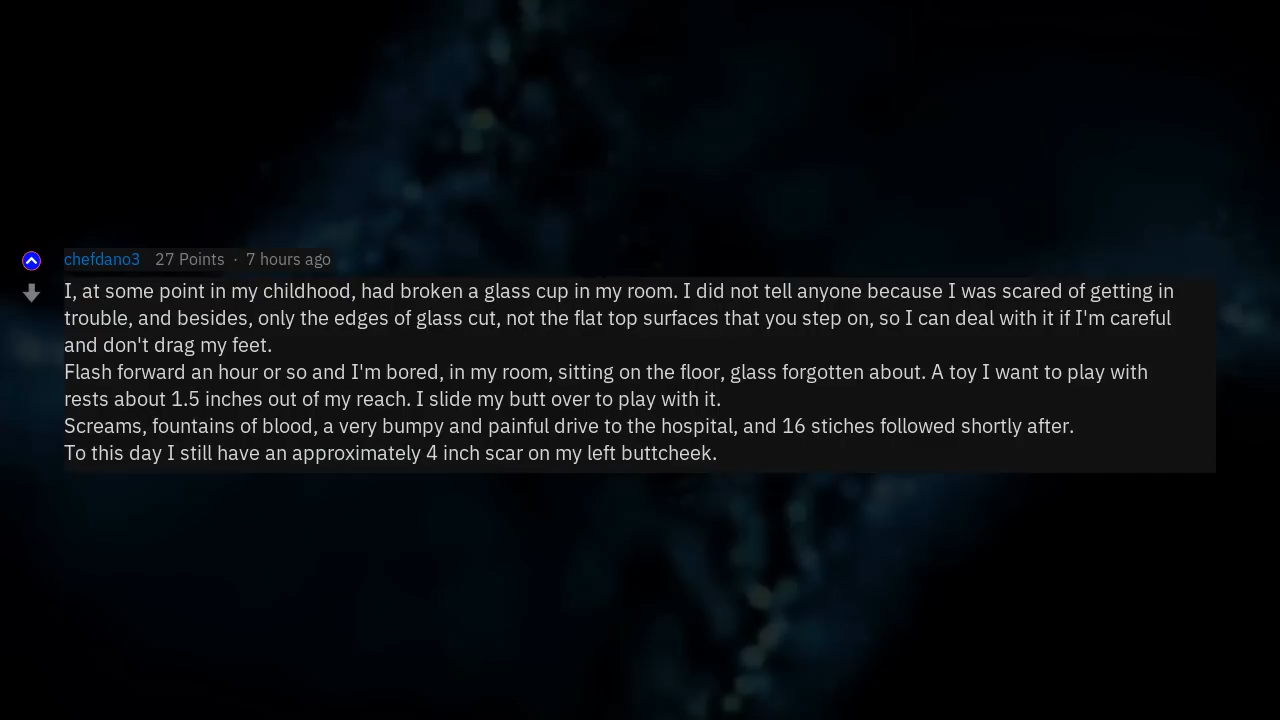 chefdano3 27 Points · 7 hours ago
I, at some point in my childhood, had broken a glass cup in my room. I did not tell anyone because I was scared of getting in
trouble, and besides, only the edges of glass cut, not the flat top surfaces that you step on, so I can deal with it if I'm careful
and don't drag my feet.
Flash forward an hour or so and I'm bored, in my room, sitting on the floor, glass forgotten about. A toy I want to play with
rests about 1.5 inches out of my reach. I slide my butt over to play with it.
Screams, fountains of blood, a very bumpy and painful drive to the hospital, and 16 stiches followed shortly after.
To this day I still have an approximately 4 inch scar on my left buttcheek.